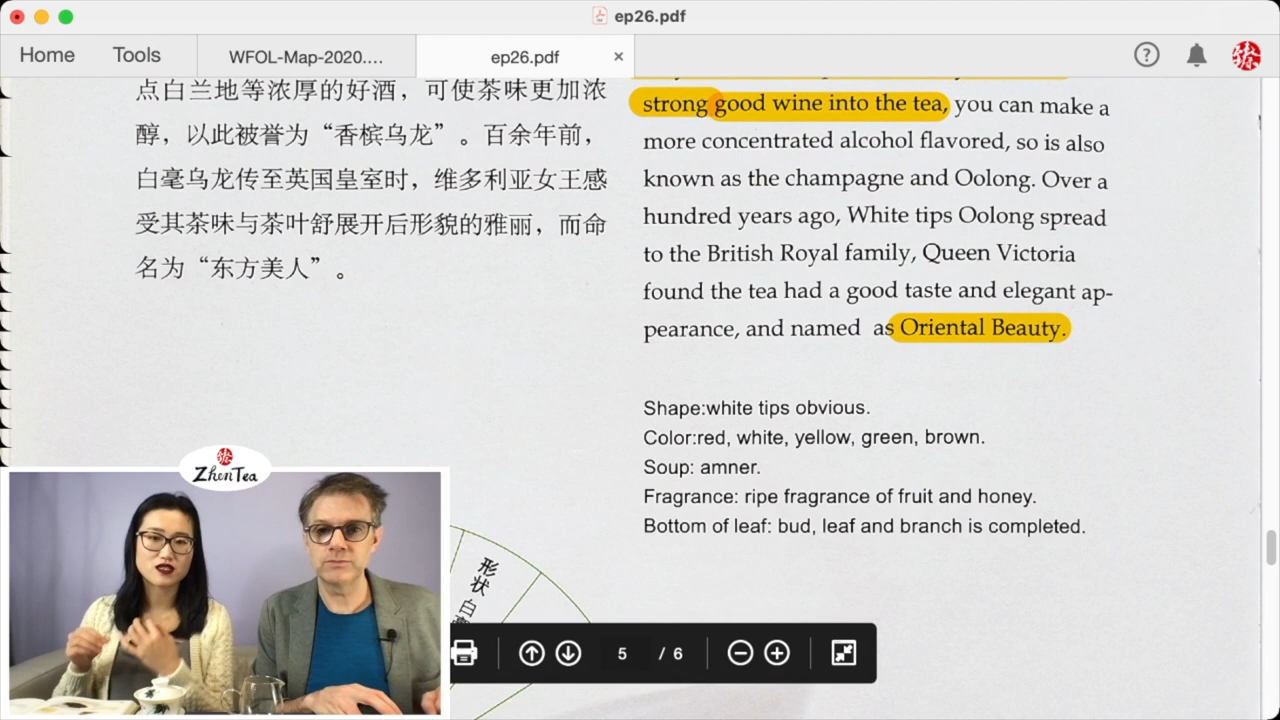 ep26.pdf
Home
Tools
WFOL-Map-2020....
ep26.pdf
点白兰地等浓厚的好酒，可使茶味更加浓
醇，以此被誉为“香槟乌龙”。百余年前，
白毫乌龙传至英国皇室时，维多利亚女王感
受其茶味与茶叶舒展开后形貌的雅丽，而命
名为“东方美人”。
strong good wine into the tea, you can make a
more concentrated alcohol flavored, so is also
known as the champagne and Oolong. Over a
hundred years ago, White tips Oolong spread
to the British Royal family, Queen Victoria
found the tea had a good taste and elegant ap-
pearance, and named as Oriental Beauty.
Shape:white tips obvious.
Color:red, white, yellow, green, brown.
Soup: amner.
Fragrance: ripe fragrance of fruit and honey.
Bottom of leaf: bud, leaf and branch is completed.
ZhenTea
形状
白
5 / 6